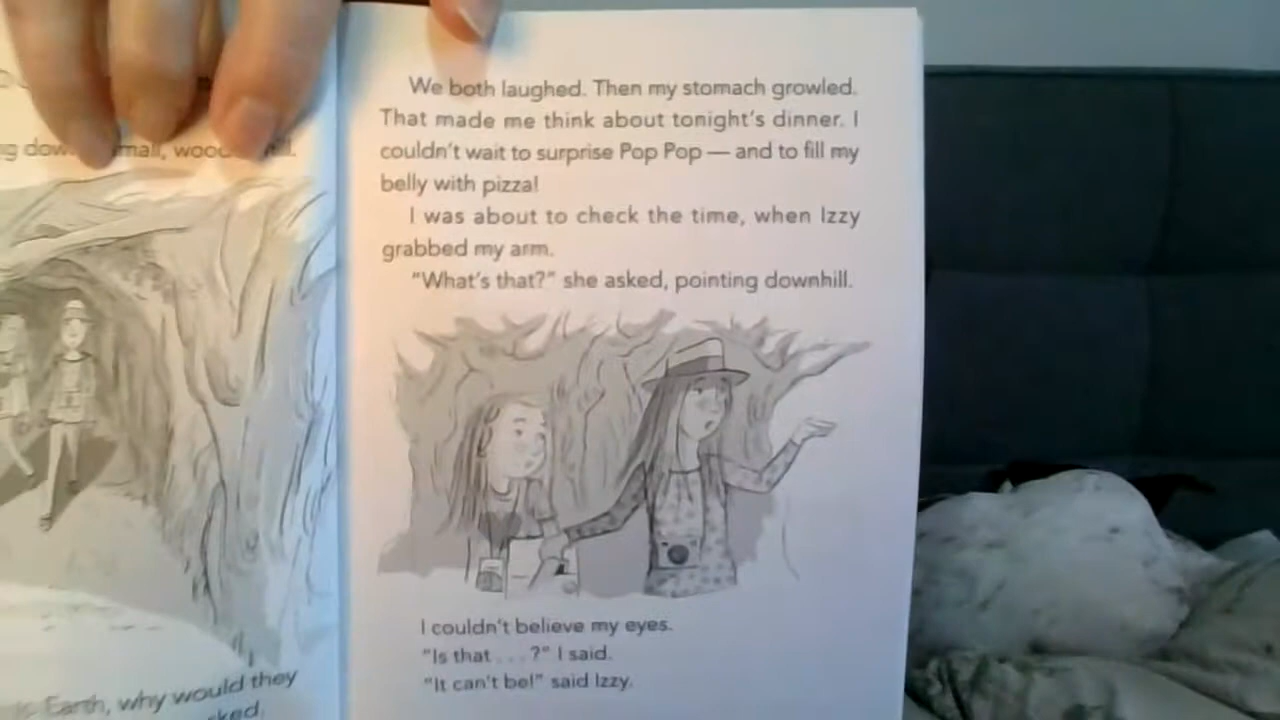 small, wooded
Earth, why would they
We both laughed. Then my stomach growled.
That made me think about tonight's dinner. I
couldn't wait to surprise Pop Pop — and to fill my
belly with pizza!
I was about to check the time, when Izzy
grabbed my arm.
"What's that?" she asked, pointing downhill.
I couldn't believe my eyes.
"Is that . . . ?" I said.
"It can't be!" said Izzy.